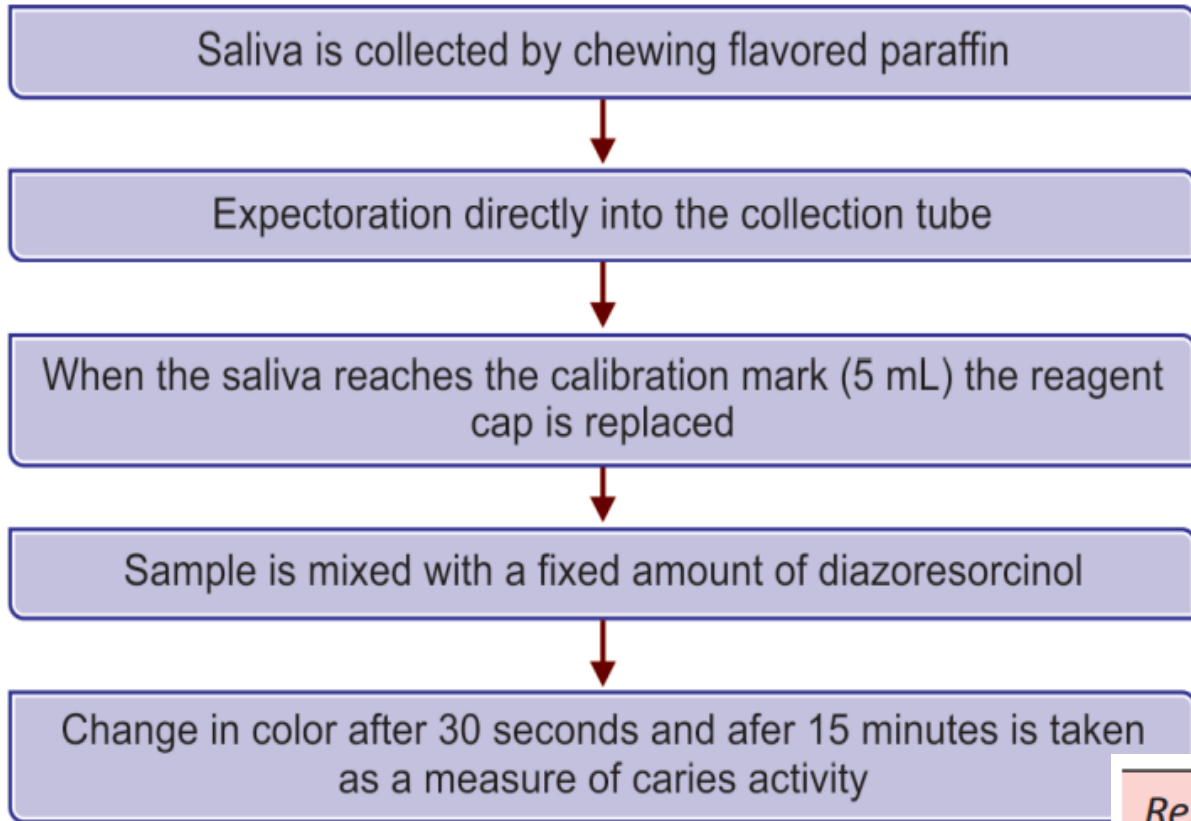 Saliva is collected by chewing flavored paraffin
Expectoration directly into the collection tube
When the saliva reaches the calibration mark (5 mL) the reagent
cap is replaced
Sample is mixed with a fixed amount of diazoresorcinol
Change in color after 30 seconds and afer 15 minutes is taken
as a measure of caries activity